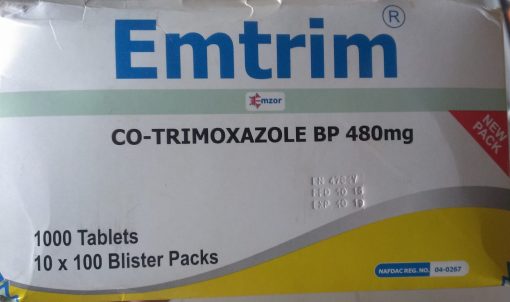 Emtrim®
Emzor
CO-TRIMOXAZOLE BP 480mg
NEW PACK
1000 Tablets
10 x 100 Blister Packs
NAFDAC REG. NO. 04-0267